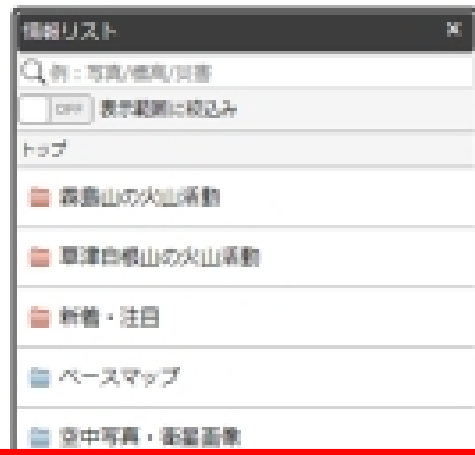 情報リスト ×
例：写真/標高/災害
OFF 表示範囲に絞込み
トップ
霧島山の火山活動
草津白根山の火山活動
新着・注目
ベースマップ
空中写真・衛星画像